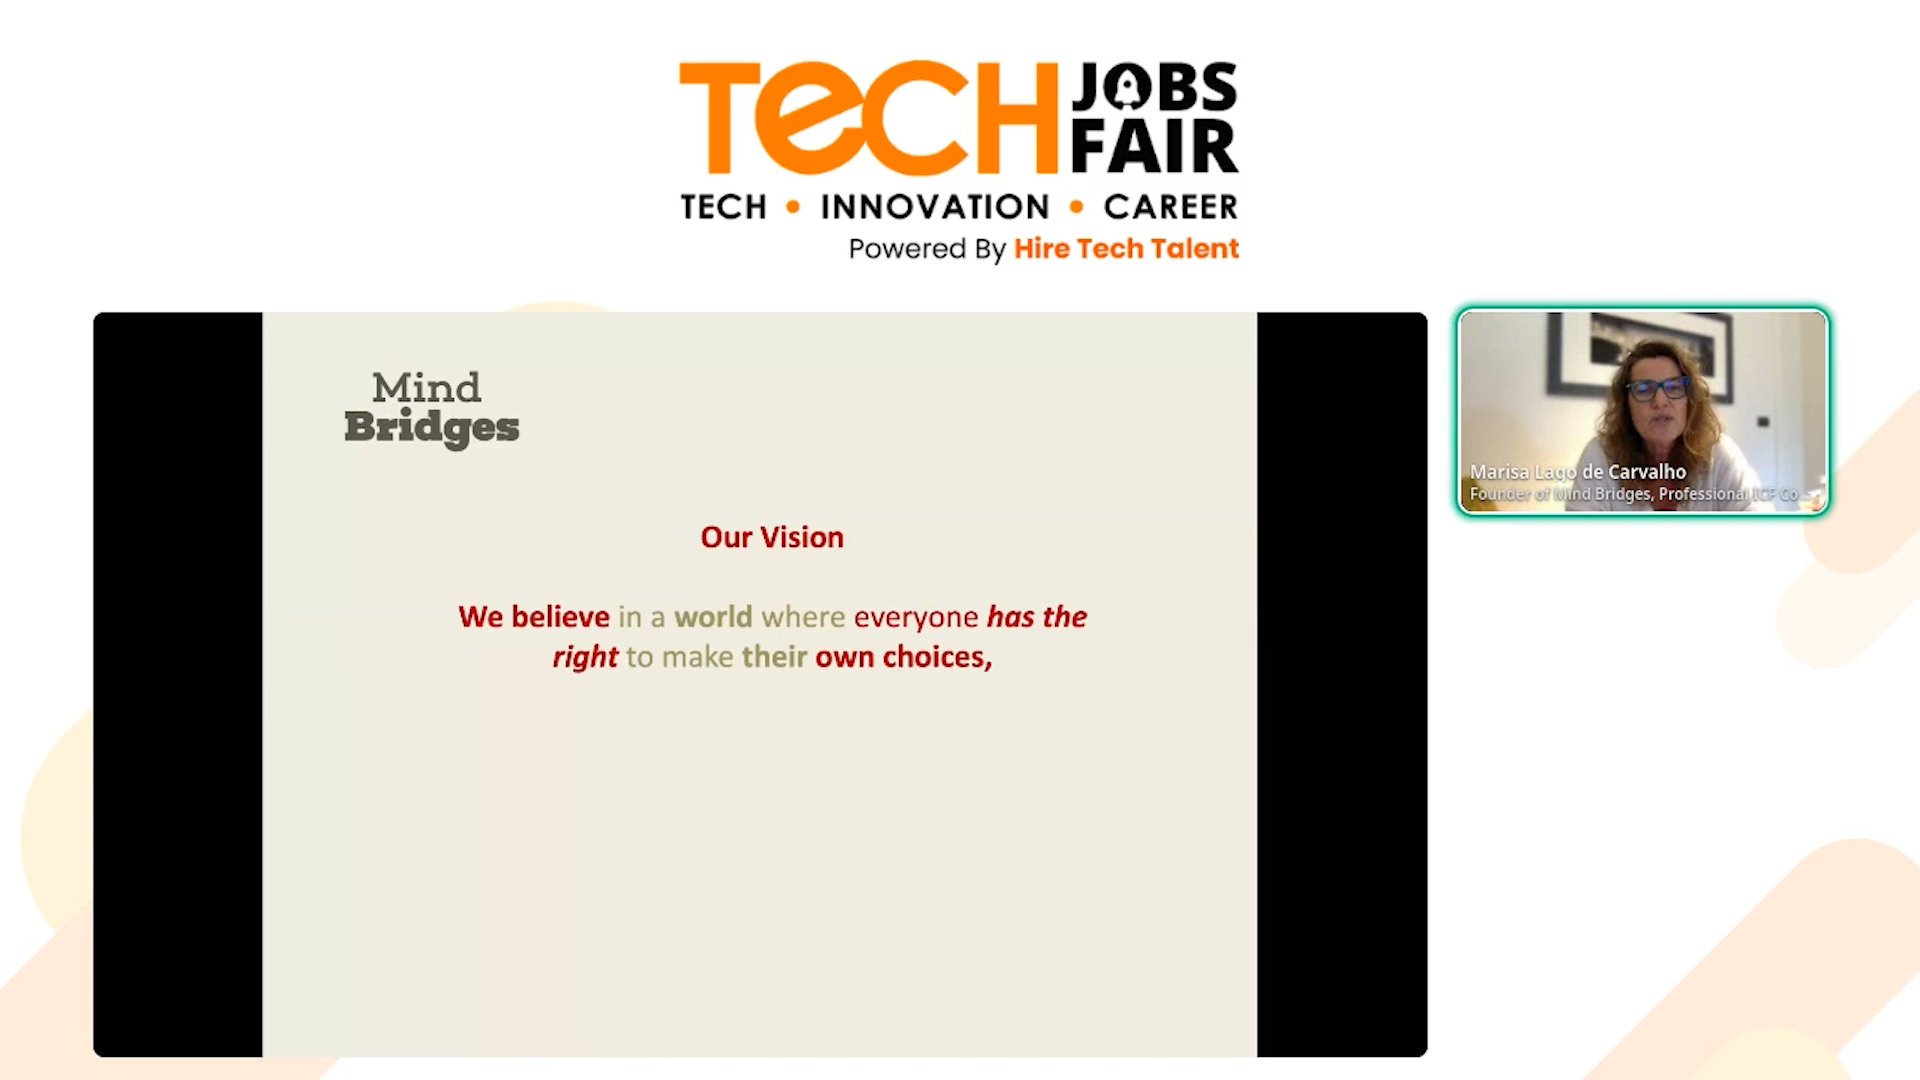 TECH JOBS FAIR
TECH • INNOVATION • CAREER
Powered By Hire Tech Talent
Mind
Bridges
Our Vision
We believe in a world where everyone has the
right to make their own choices,
Marisa Lago de Carvalho
Founder of Mind Bridges, Professional ICF Co